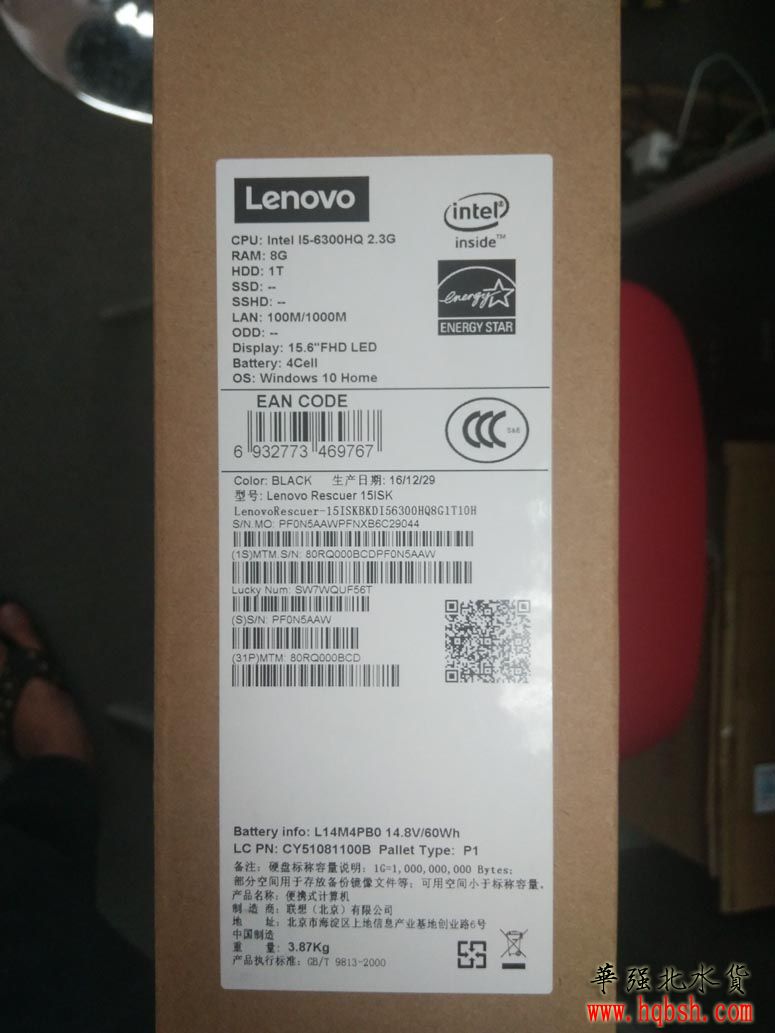 Lenovo
intel®
inside™
CPU: Intel I5-6300HQ 2.3G
RAM: 8G
HDD: 1T
SSD: --
SSHD: --
LAN: 100M/1000M
ODD: --
Display: 15.6"FHD LED
Battery: 4Cell
OS: Windows 10 Home
energy
ENERGY STAR
EAN CODE
6 932773 469767
CCC
S&E
Color: BLACK 生产日期: 16/12/29
型号: Lenovo Rescuer 15ISK
LenovoRescuer-15ISKBKDI56300HQ8G1T10H
S/N.MO: PF0N5AAWPFNXB6C29044
(1S)MTM.S/N: 80RQ000BCDPF0N5AAW
Lucky Num: SW7WQUF56T
(S)S/N: PF0N5AAW
(31P)MTM: 80RQ000BCD
Battery info: L14M4PB0 14.8V/60Wh
LC PN: CY51081100B Pallet Type: P1
备注: 硬盘标称容量说明: 1G=1,000,000,000 Bytes;
部分空间用于存放备份镜像文件等; 可用空间小于标称容量。
产品名称: 便携式计算机
制 造 商: 联想（北京）有限公司
地 址: 北京市海淀区上地信息产业基地创业路6号
中国制造
重 量: 3.87Kg
产品执行标准: GB/T 9813-2000
華强北水貨
www.hqbsh.com